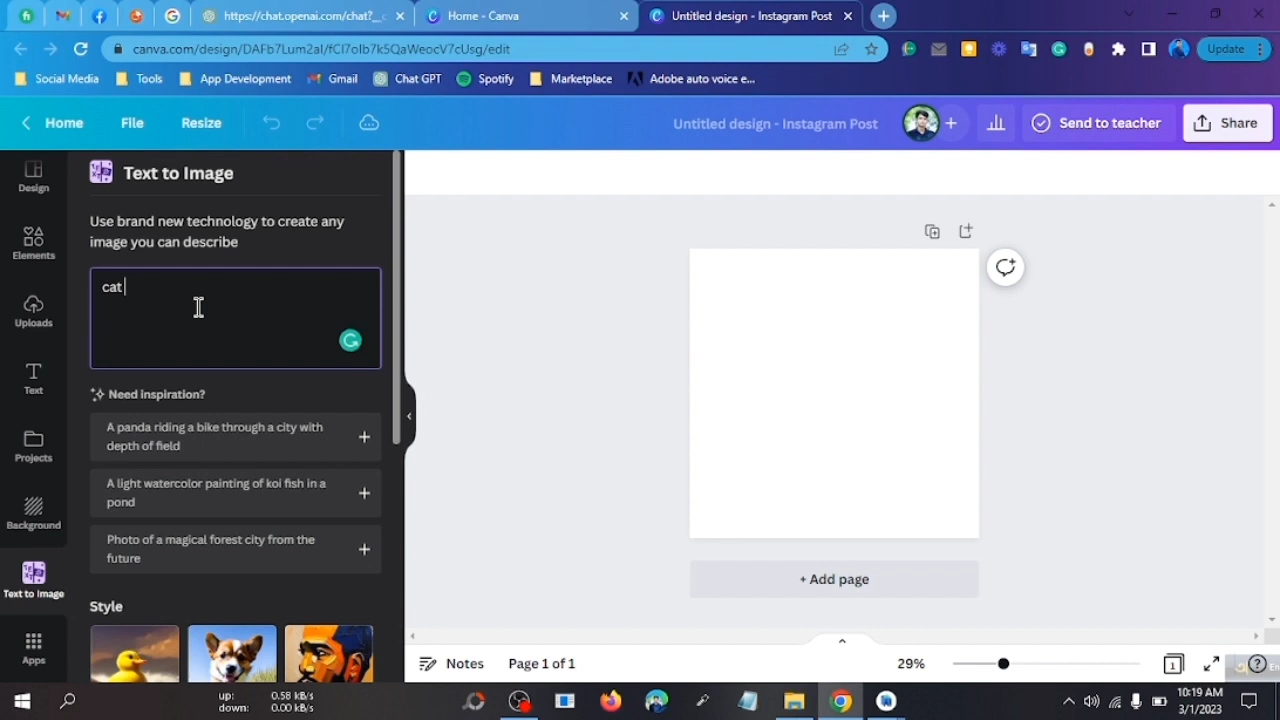 https://chat.openai.com/chat?_c
Home - Canva
Untitled design - Instagram Post
canva.com/design/DAFb7Lum2aI/fCI7oIb7k5QaWeocV7cUsg/edit
Update
Social Media
Tools
App Development
Gmail
Chat GPT
Spotify
Marketplace
Adobe auto voice e...
Home
File
Resize
Untitled design - Instagram Post
Send to teacher
Share
Design
Elements
Uploads
Text
Projects
Background
Text to Image
Apps
Text to Image
Use brand new technology to create any
image you can describe
cat
Need inspiration?
A panda riding a bike through a city with
depth of field
A light watercolor painting of koi fish in a
pond
Photo of a magical forest city from the
future
Style
+ Add page
Notes
Page 1 of 1
29%
1
up: 0.58 kB/s
down: 0.00 kB/s
10:19 AM
3/1/2023